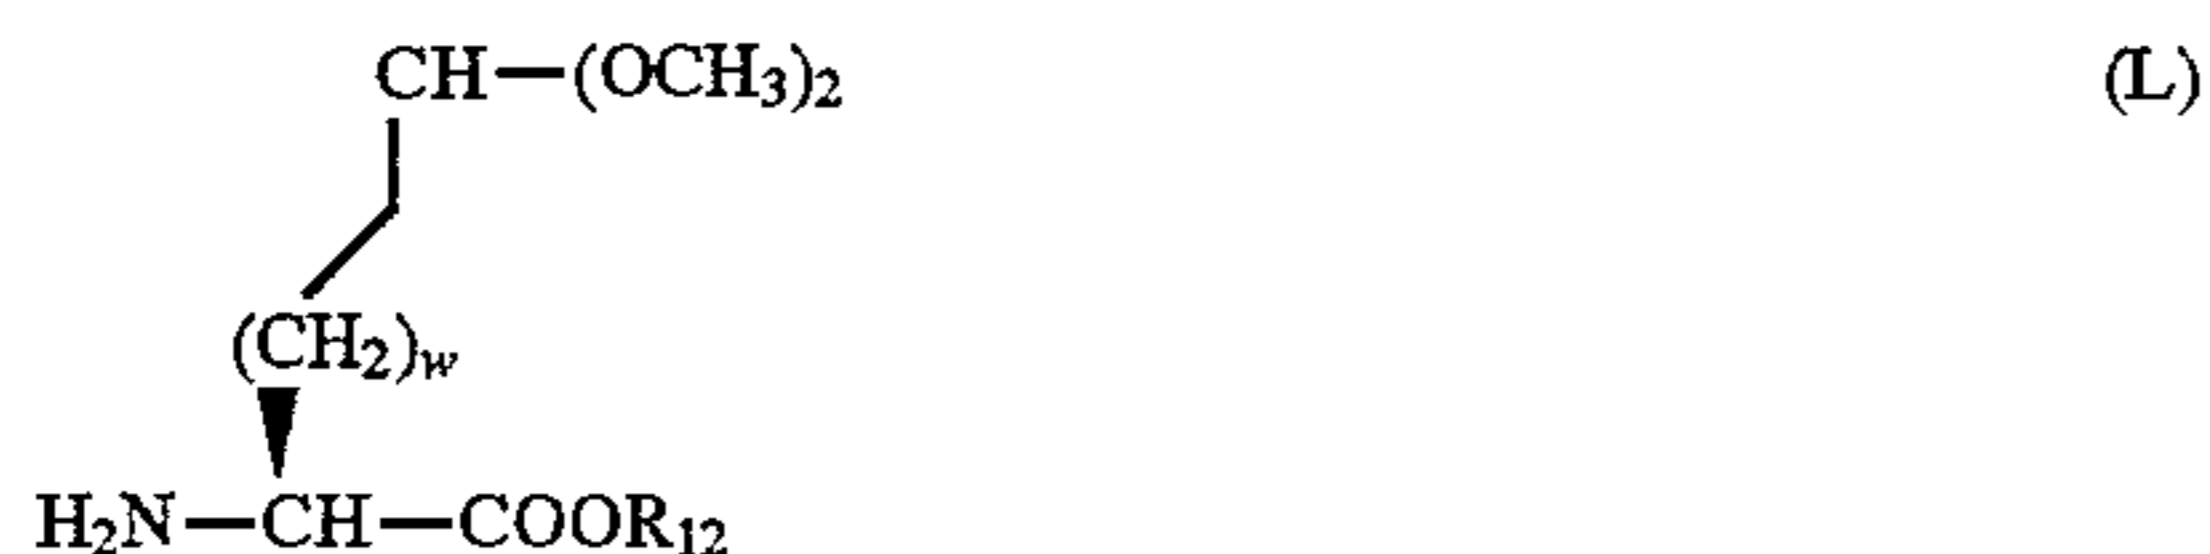 CH—(OCH₃)₂ (L)
(CH₂)w
H₂N—CH—COOR₁₂